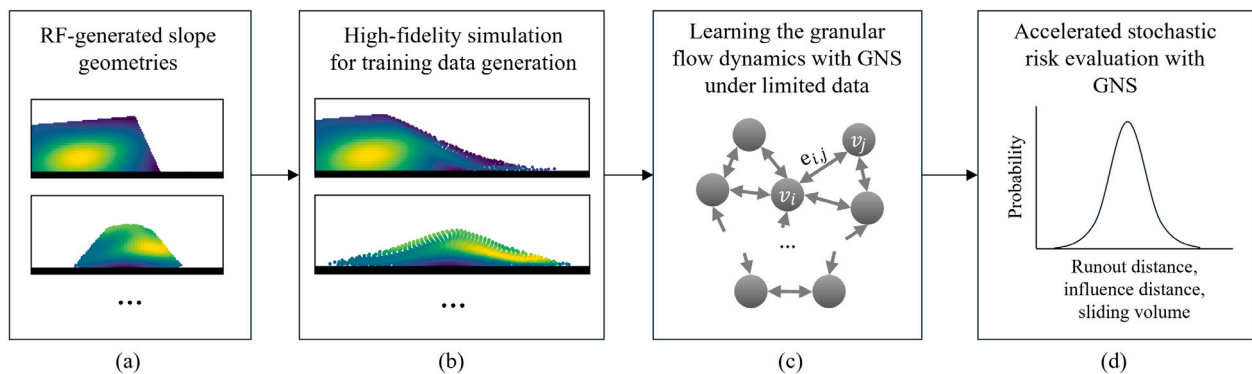 RF-generated slope
geometries
...
(a)
High-fidelity simulation
for training data generation
...
(b)
Learning the granular
flow dynamics with GNS
under limited data
e i,j
v j
v i
...
(c)
Accelerated stochastic
risk evaluation with
GNS
Probability
Runout distance,
influence distance,
sliding volume
(d)